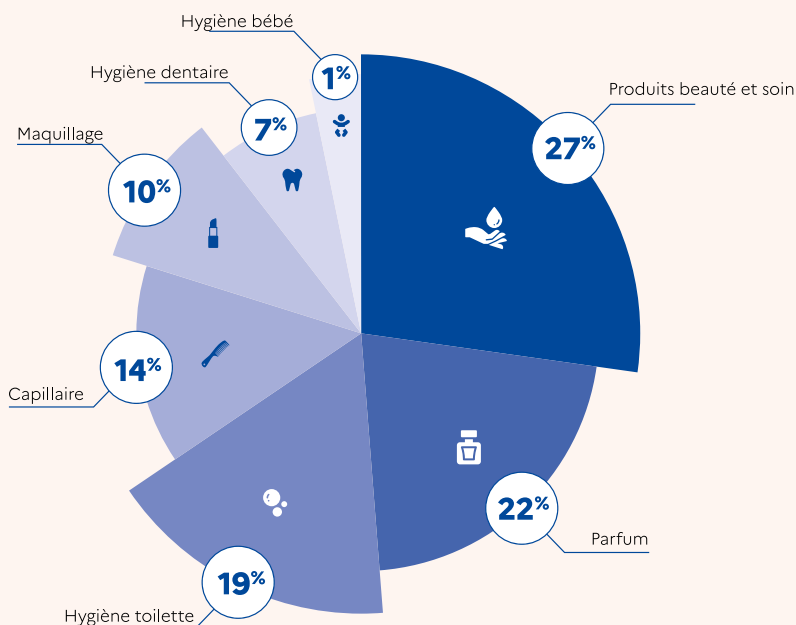 Hygiène bébé
1%
Hygiène dentaire
7%
Produits beauté et soin
27%
Maquillage
10%
Capillaire
14%
22%
Parfum
19%
Hygiène toilette